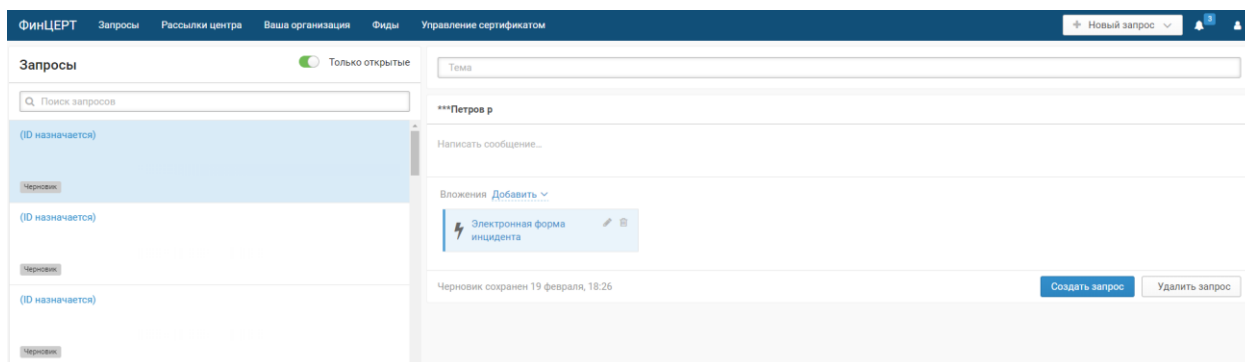 ФинЦЕРТ Запросы Рассылки центра Ваша организация Фиды Управление сертификатом + Новый запрос 3
Запросы Только открытые
Поиск запросов
(ID назначается)
Черновик
(ID назначается)
Черновик
(ID назначается)
Черновик
Тема
***Петров р
Написать сообщение...
Вложения Добавить
Электронная форма
инцидента
Черновик сохранен 19 февраля, 18:26 Создать запрос Удалить запрос